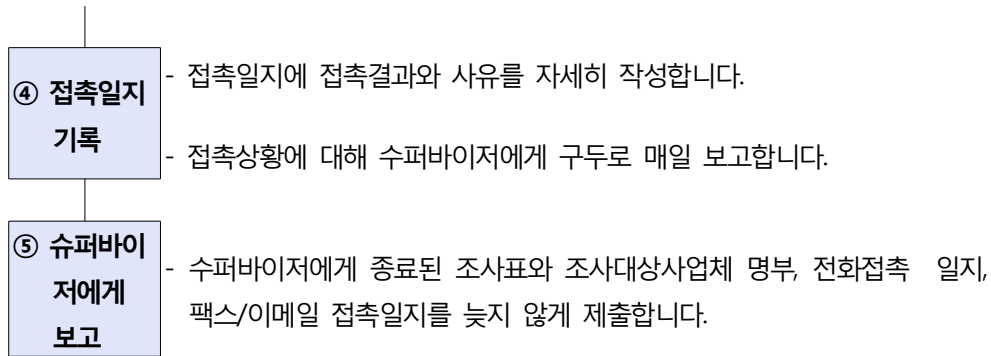 ④ 접촉일지
기록
- 접촉일지에 접촉결과와 사유를 자세히 작성합니다.
- 접촉상황에 대해 수퍼바이저에게 구두로 매일 보고합니다.
⑤ 슈퍼바이
저에게
보고
- 수퍼바이저에게 종료된 조사표와 조사대상사업체 명부, 전화접촉 일지,
팩스/이메일 접촉일지를 늦지 않게 제출합니다.